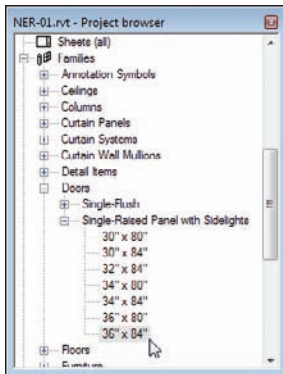 NER-01.rvt - Project browser
Sheets (all)
Families
Annotation Symbols
Ceilings
Columns
Curtain Panels
Curtain Systems
Curtain Wall Mullions
Detail Items
Doors
Single-Flush
Single-Raised Panel with Sidelights
30" x 80"
30" x 84"
32" x 84"
34" x 80"
34" x 84"
36" x 80"
36" x 84"
Floors
Furniture